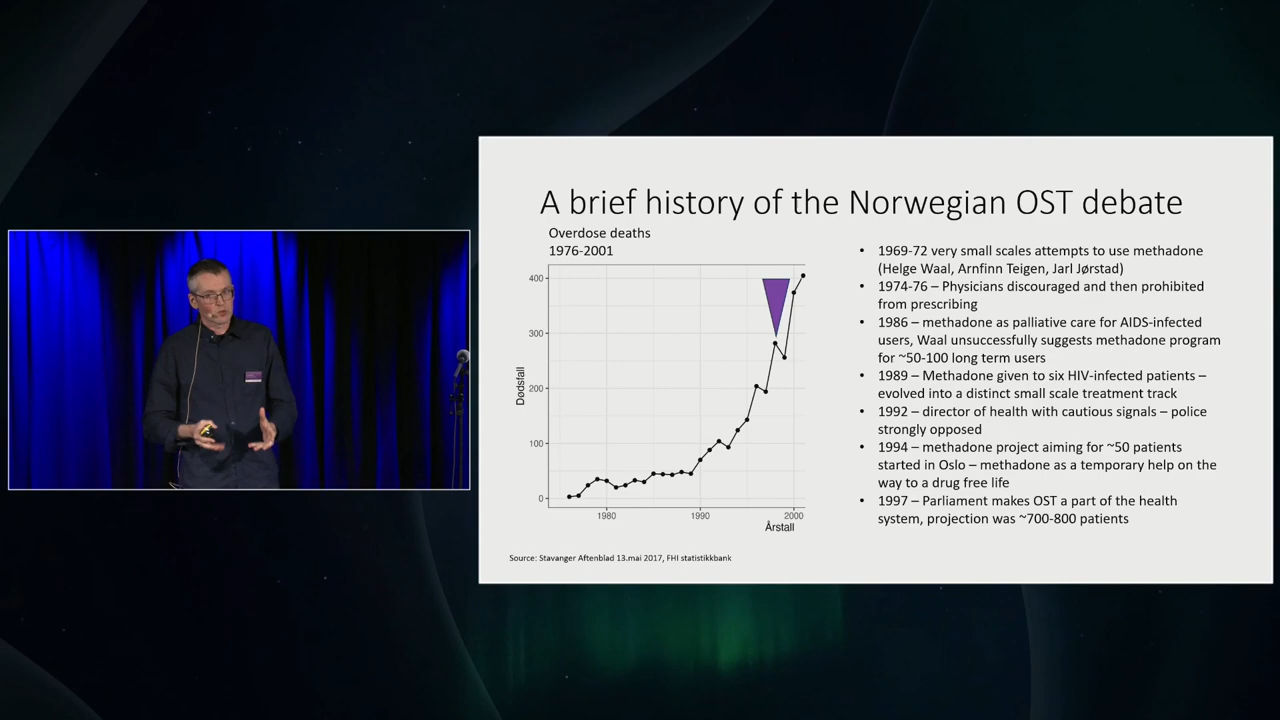 A brief history of the Norwegian OST debate
Overdose deaths
1976-2001
400
300
200
100
0
Dødsfall
1980
1990
2000
Årstall
• 1969-72 very small scales attempts to use methadone
(Helge Waal, Arnfinn Teigen, Jarl Jørstad)
• 1974-76 – Physicians discouraged and then prohibited
from prescribing
• 1986 – methadone as palliative care for AIDS-infected
users, Waal unsuccessfully suggests methadone program
for ~50-100 long term users
• 1989 – Methadone given to six HIV-infected patients –
evolved into a distinct small scale treatment track
• 1992 – director of health with cautious signals – police
strongly opposed
• 1994 – methadone project aiming for ~50 patients
started in Oslo – methadone as a temporary help on the
way to a drug free life
• 1997 – Parliament makes OST a part of the health
system, projection was ~700-800 patients
Source: Stavanger Aftenblad 13.mai 2017, FHI statistikkbank